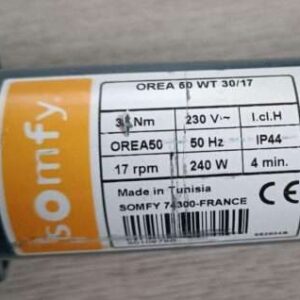 somfy
OREA 50 WT 30/17
Nm 230 V~ I.cl.H
OREA50 50 Hz IP44
17 rpm 240 W 4 min.
Made in Tunisia
SOMFY 74300-FRANCE
CE